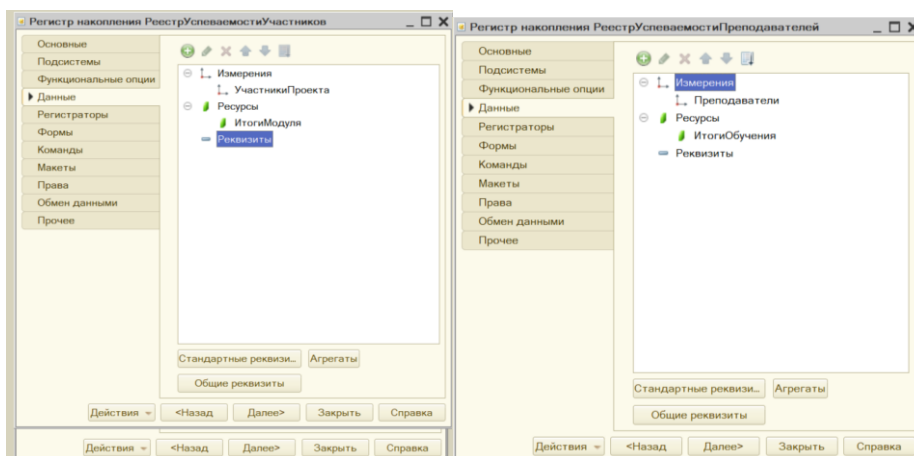 Регистр накопления РеестрУспеваемостиУчастников
Основные
Подсистемы
Функциональные опции
Данные
Регистраторы
Формы
Команды
Макеты
Права
Обмен данными
Прочее
Измерения
УчастникиПроекта
Ресурсы
ИтогиМодуля
Реквизиты
Стандартные реквизи...
Агрегаты
Общие реквизиты
Действия
<Назад
Далее>
Закрыть
Справка
Действия
<Назад
Далее>
Закрыть
Справка
Регистр накопления РеестрУспеваемостиПреподавателей
Основные
Подсистемы
Функциональные опции
Данные
Регистраторы
Формы
Команды
Макеты
Права
Обмен данными
Прочее
Измерения
Преподаватели
Ресурсы
ИтогиОбучения
Реквизиты
Стандартные реквизи...
Агрегаты
Общие реквизиты
Действия
<Назад
Далее>
Закрыть
Справка